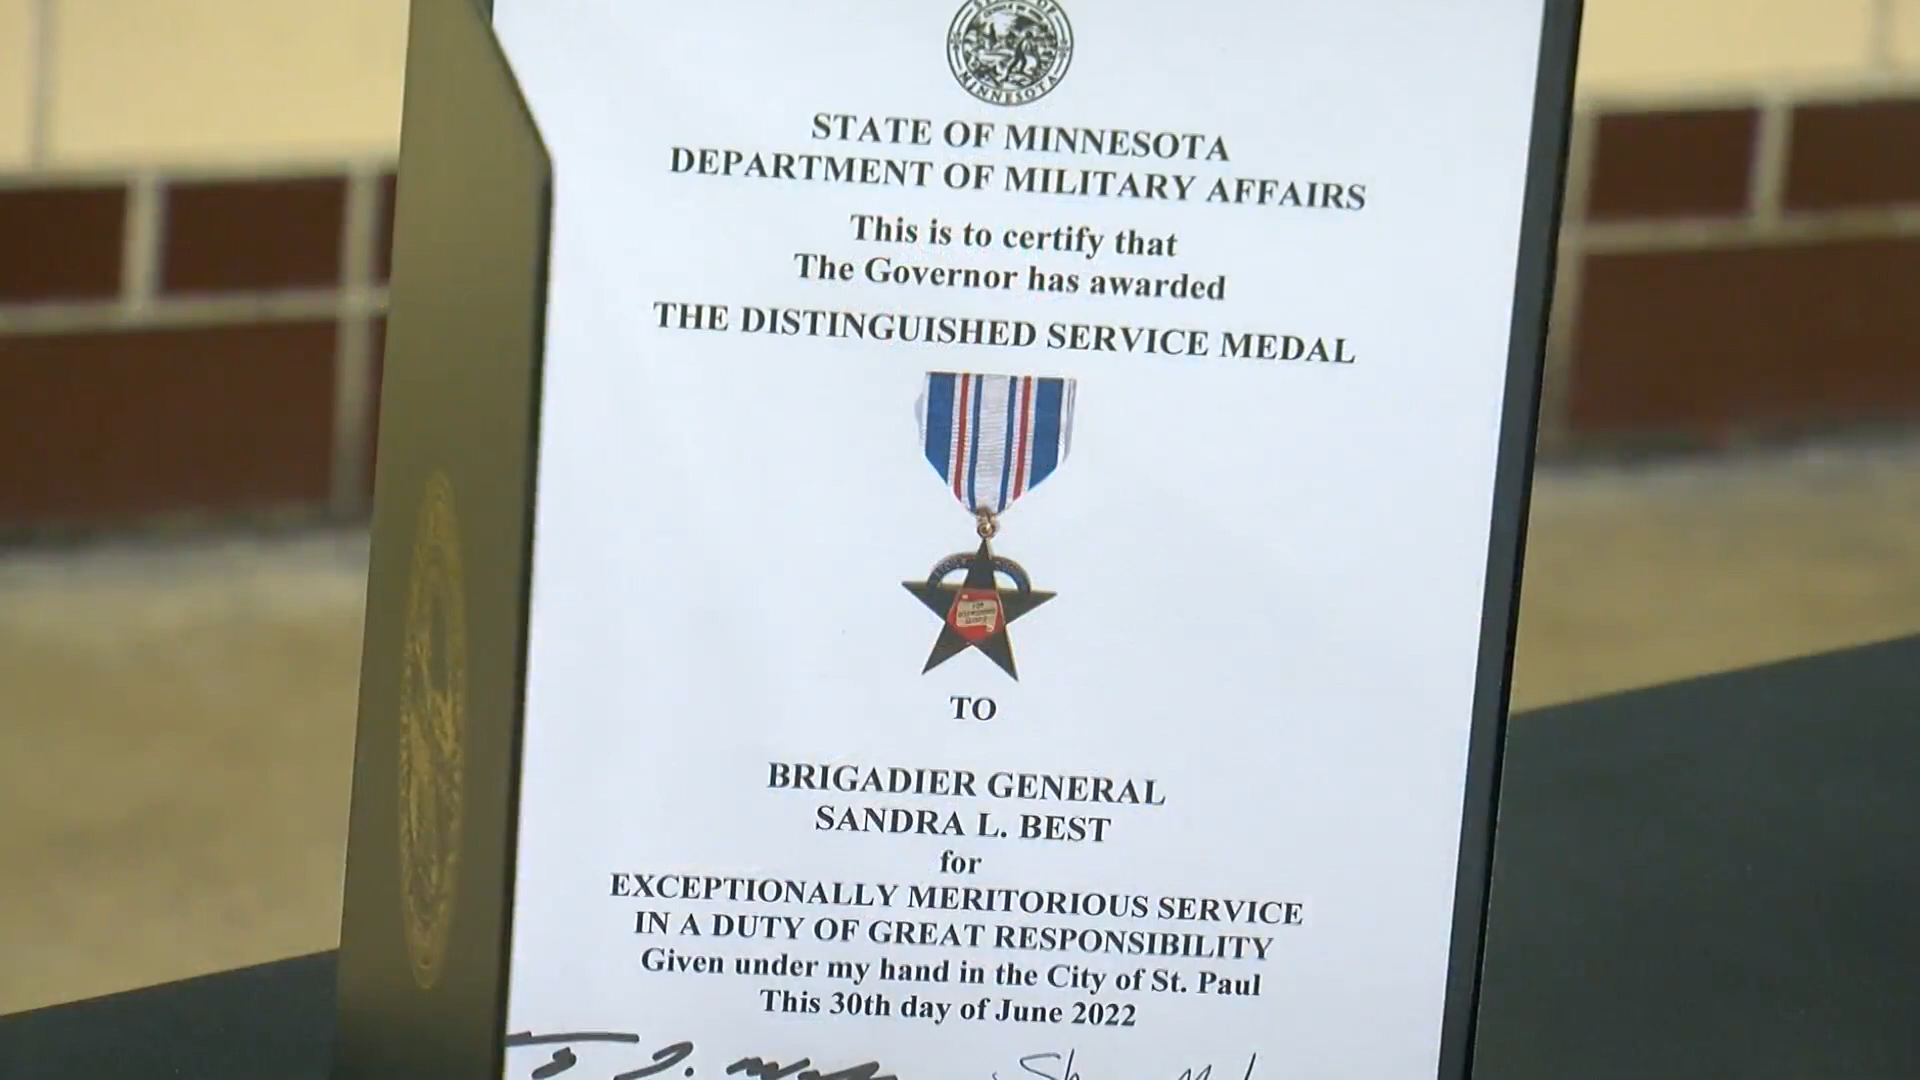 MINNESOTA
STATE OF MINNESOTA
DEPARTMENT OF MILITARY AFFAIRS
This is to certify that
The Governor has awarded
THE DISTINGUISHED SERVICE MEDAL
TO
BRIGADIER GENERAL
SANDRA L. BEST
for
EXCEPTIONALLY MERITORIOUS SERVICE
IN A DUTY OF GREAT RESPONSIBILITY
Given under my hand in the City of St. Paul
This 30th day of June 2022